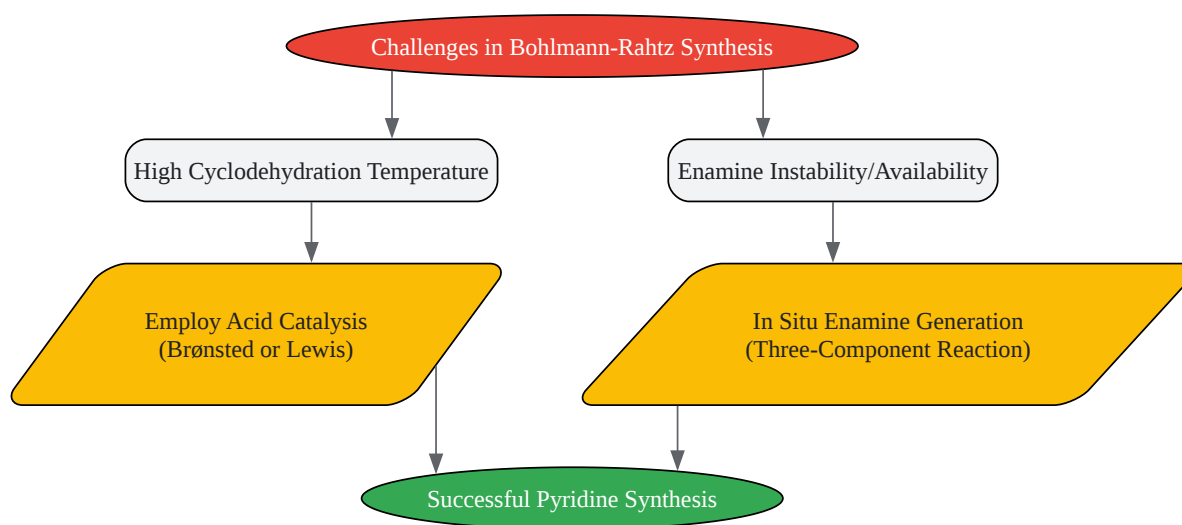 Challenges in Bohlmann-Rahtz Synthesis
High Cyclodehydration Temperature
Enamine Instability/Availability
Employ Acid Catalysis
(Brønsted or Lewis)
In Situ Enamine Generation
(Three-Component Reaction)
Successful Pyridine Synthesis